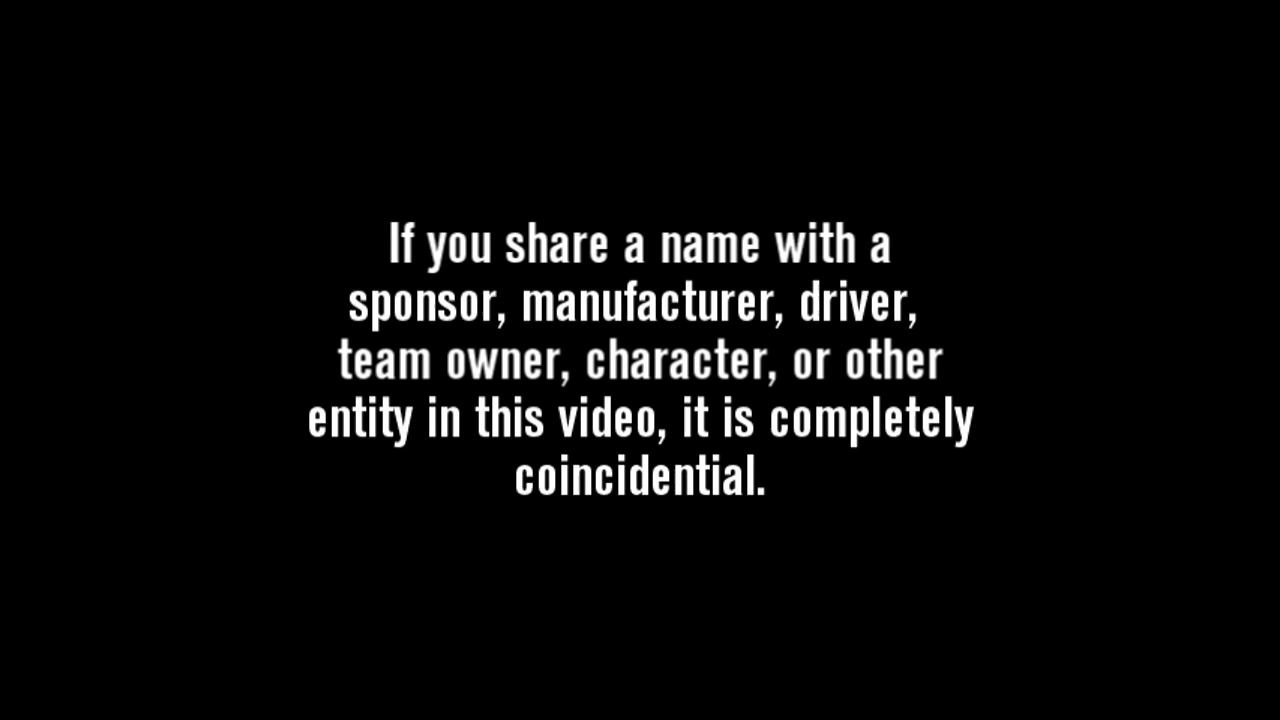 If you share a name with a
sponsor, manufacturer, driver,
team owner, character, or other
entity in this video, it is completely
coincidential.